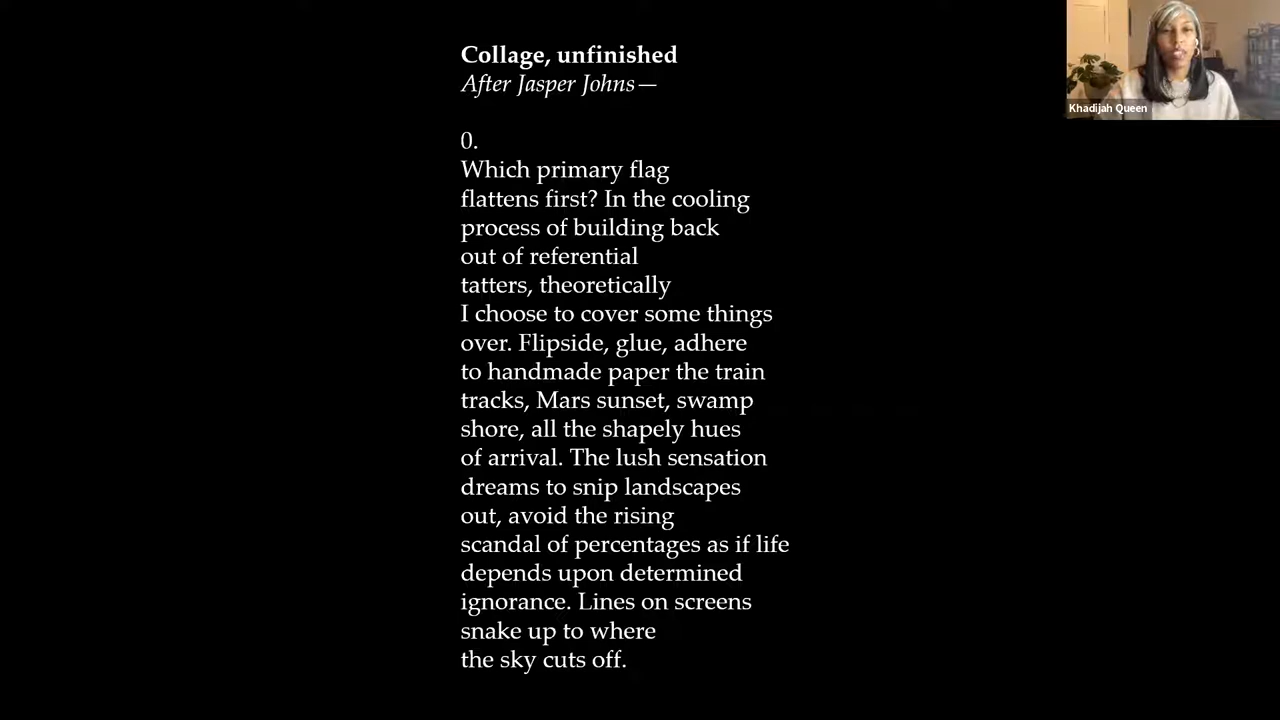 Collage, unfinished
After Jasper Johns—
0.
Which primary flag
flattens first? In the cooling
process of building back
out of referential
tatters, theoretically
I choose to cover some things
over. Flipside, glue, adhere
to handmade paper the train
tracks, Mars sunset, swamp
shore, all the shapely hues
of arrival. The lush sensation
dreams to snip landscapes
out, avoid the rising
scandal of percentages as if life
depends upon determined
ignorance. Lines on screens
snake up to where
the sky cuts off.
Khadijah Queen